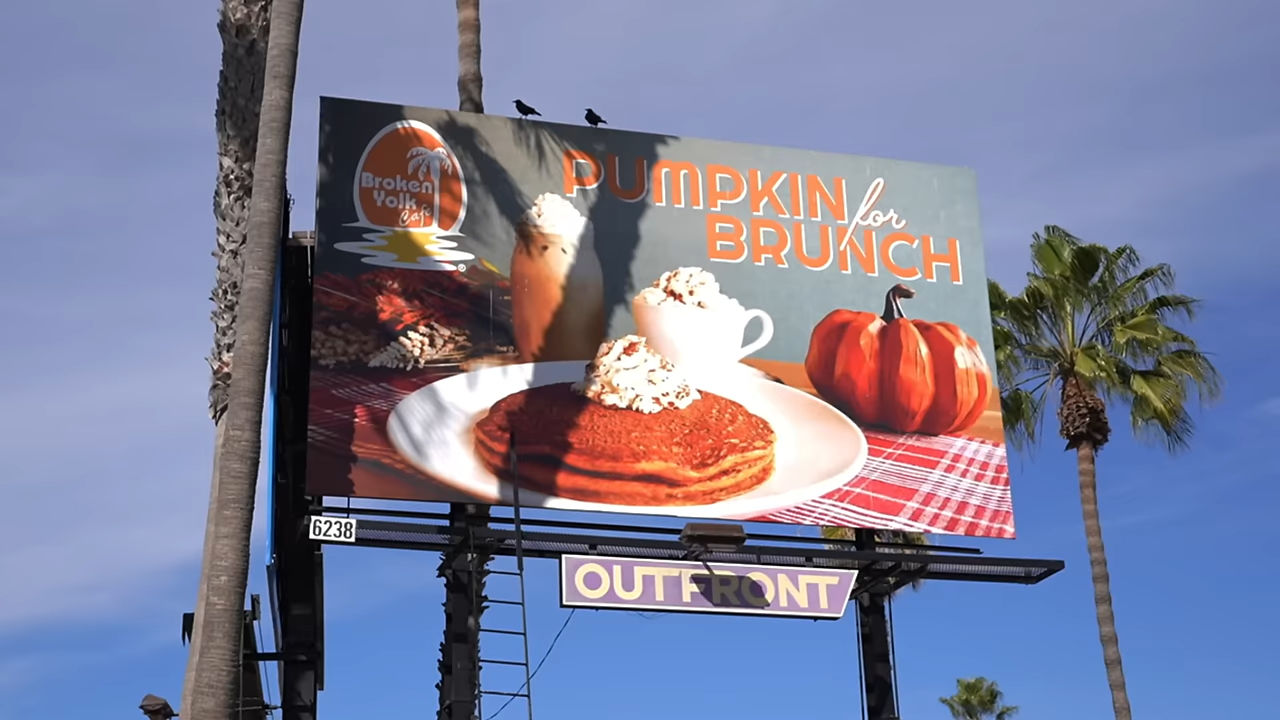 Broken
Yolk
Cafe
®
PUMPKIN for
BRUNCH
6238
OUTFRONT